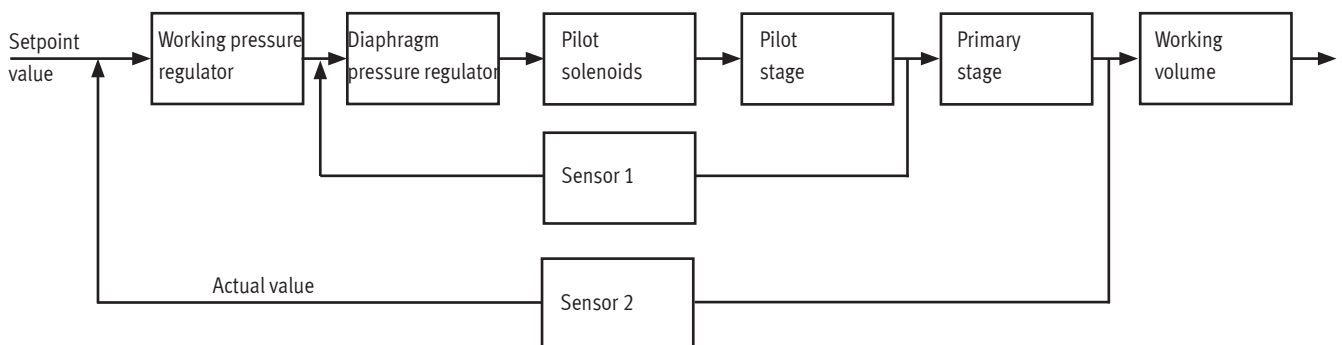 Setpoint
value
Working pressure
regulator
Diaphragm
pressure regulator
Pilot
solenoids
Pilot
stage
Primary
stage
Working
volume
Sensor 1
Actual value
Sensor 2